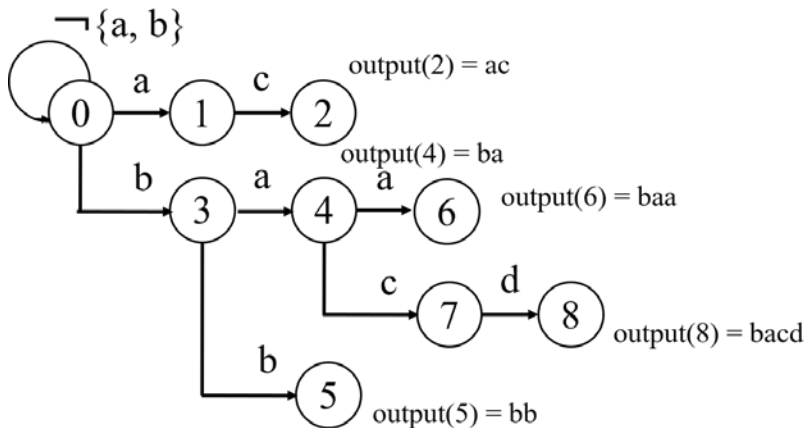 ¬ {a, b}
a c
output(2) = ac
0 1 2
output(4) = ba
b a a
3 4 6
output(6) = baa
c d
7 8
output(8) = bacd
b
5
output(5) = bb